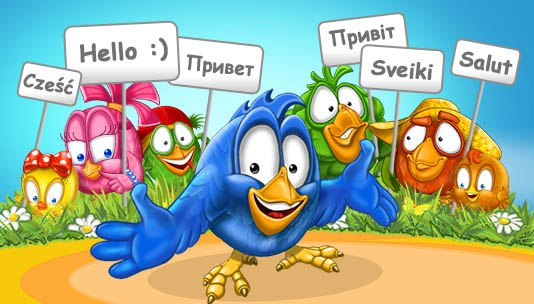 Cześć
Hello :)
Привет
Привіт
Sveiki
Salut